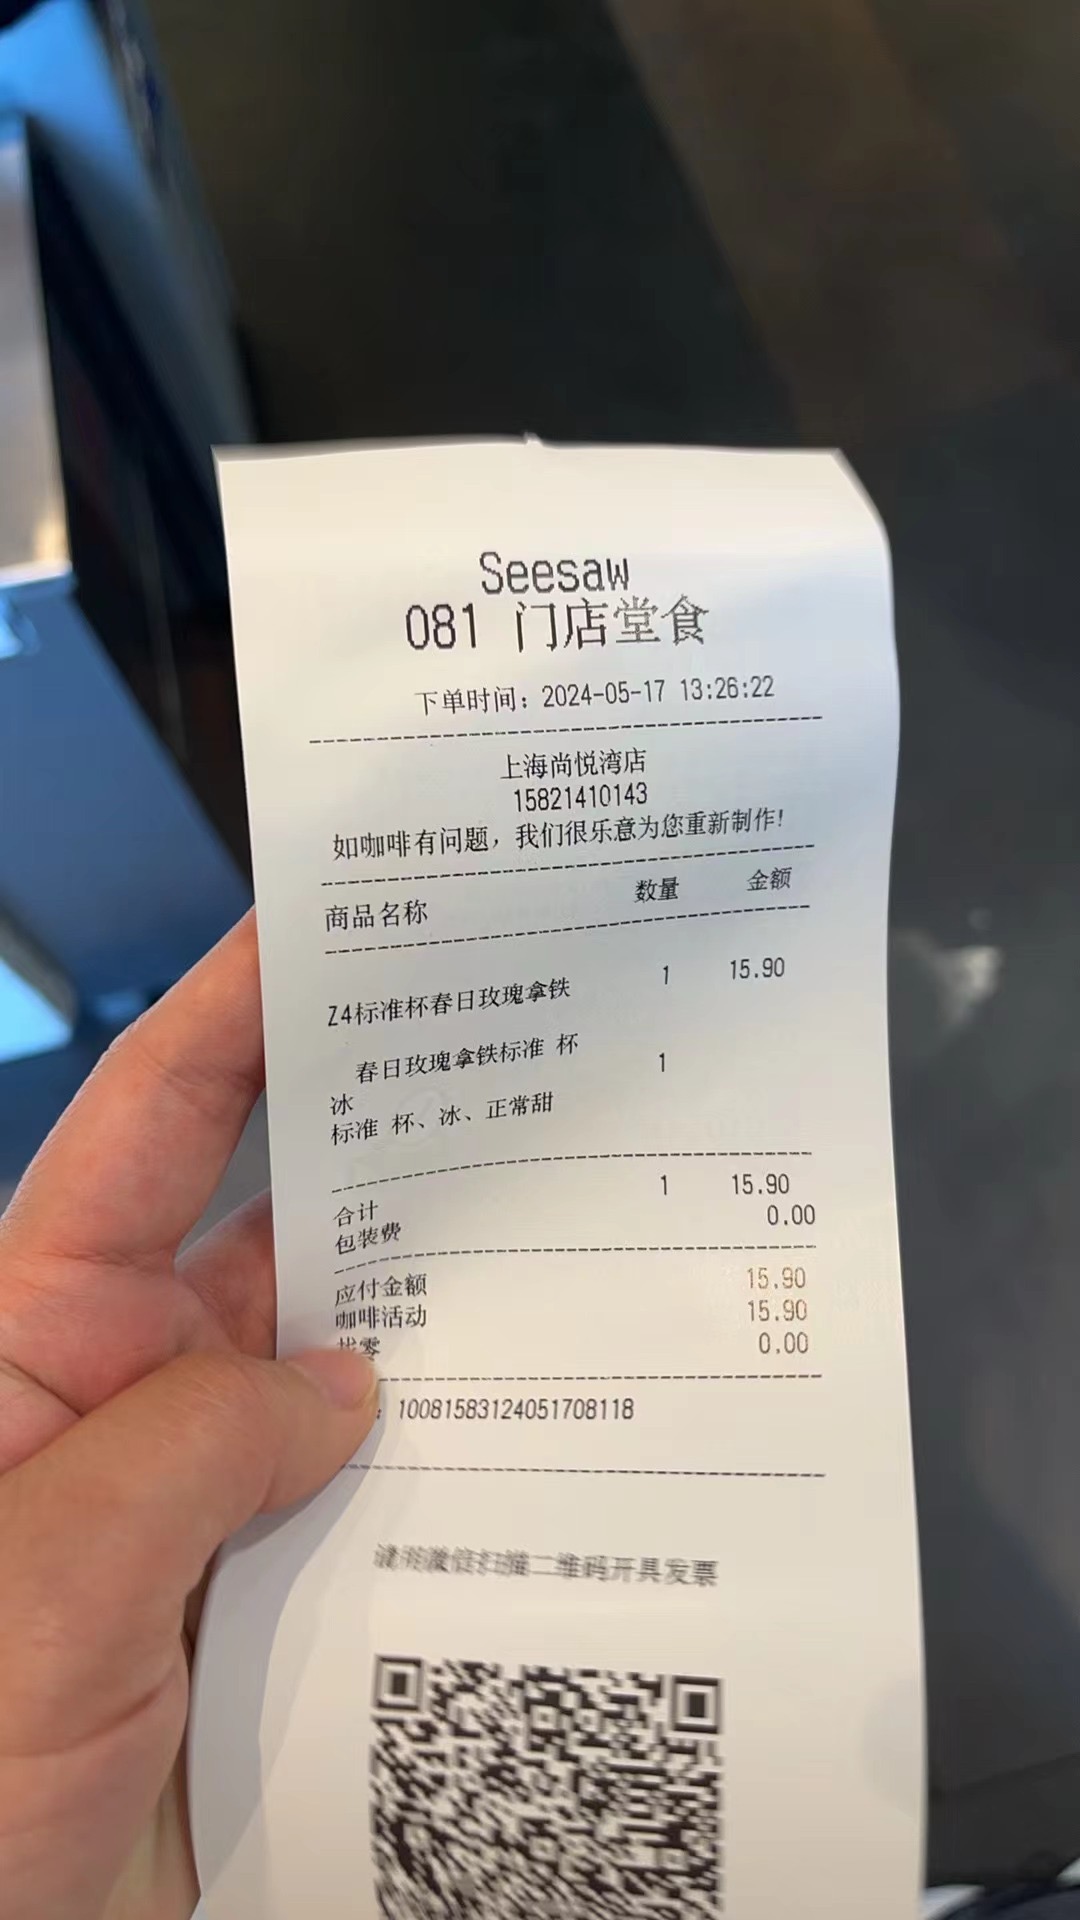 Seesaw
081 门店堂食
下单时间：2024-05-17 13:26:22
上海尚悦湾店
15821410143
如咖啡有问题，我们很乐意为您重新制作！
商品名称 数量 金额
Z4标准杯春日玫瑰拿铁 1 15.90
春日玫瑰拿铁标准 杯 1
冰
标准 杯、冰、正常甜
合计 1 15.90
包装费 0.00
应付金额 15.90
咖啡活动 15.90
找零 0.00
：10081583124051708118
微信扫描二维码开具发票